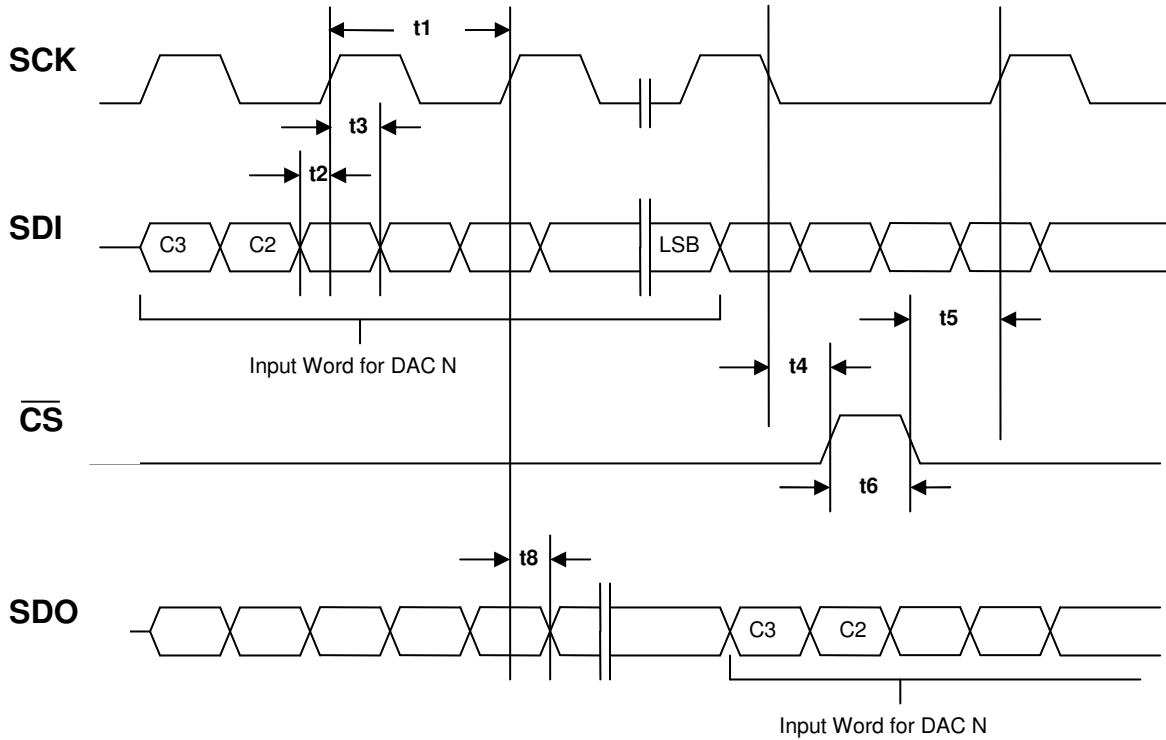 t1
SCK
t3
t2
SDI
C3 C2 LSB
t5
Input Word for DAC N
t4
CS
t6
t8
SDO
C3 C2
Input Word for DAC N